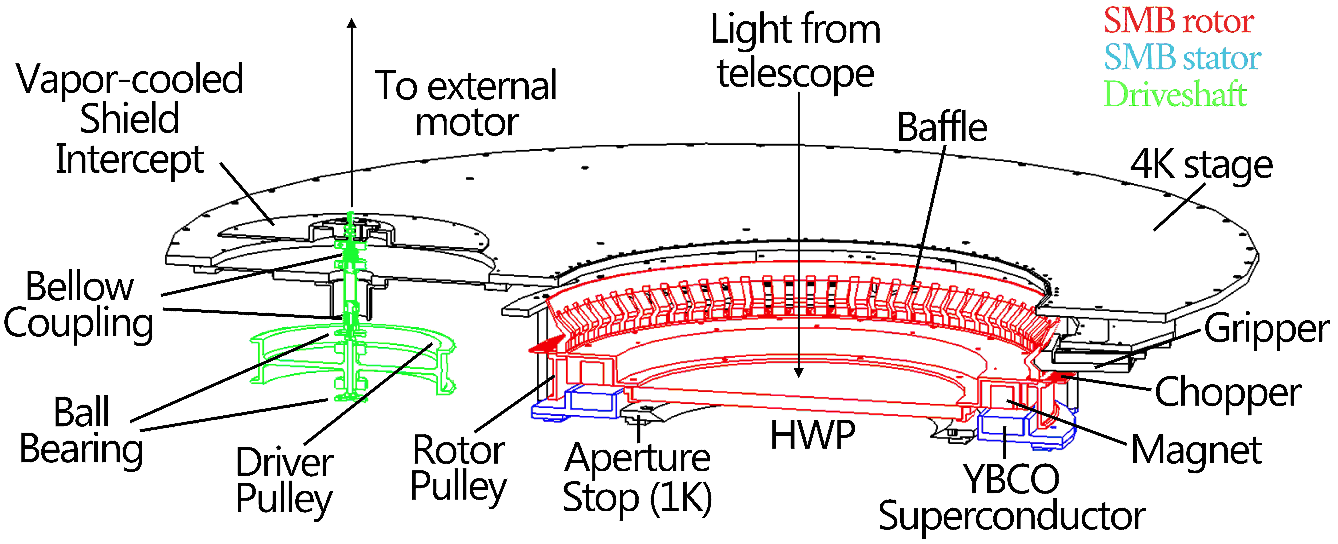 SMB rotor
SMB stator
Driveshaft
Light from
telescope
Vapor-cooled
Shield
Intercept
To external
motor
Baffle
4K stage
Bellow
Coupling
Gripper
Chopper
Ball
Bearing
Driver
Pulley
Rotor
Pulley
Aperture
Stop (1K)
HWP
Magnet
YBCO
Superconductor